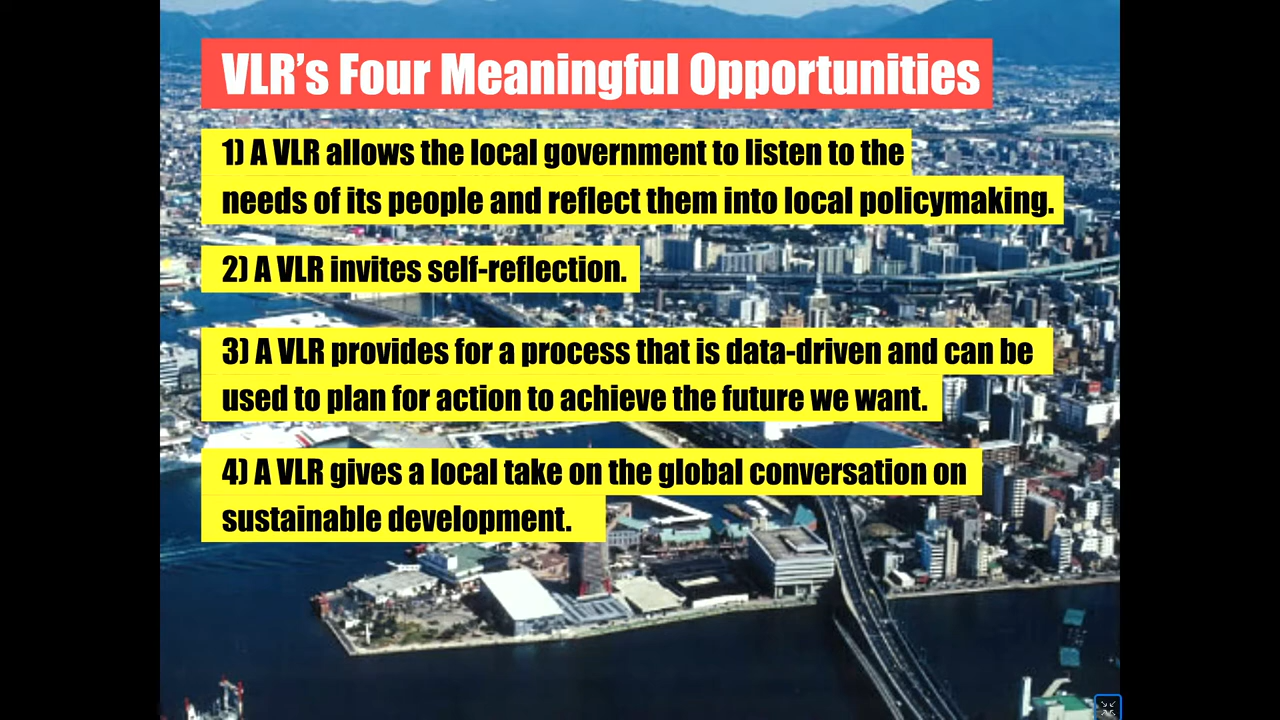 VLR’s Four Meaningful Opportunities
1) A VLR allows the local government to listen to the
needs of its people and reflect them into local policymaking.
2) A VLR invites self-reflection.
3) A VLR provides for a process that is data-driven and can be
used to plan for action to achieve the future we want.
4) A VLR gives a local take on the global conversation on
sustainable development.